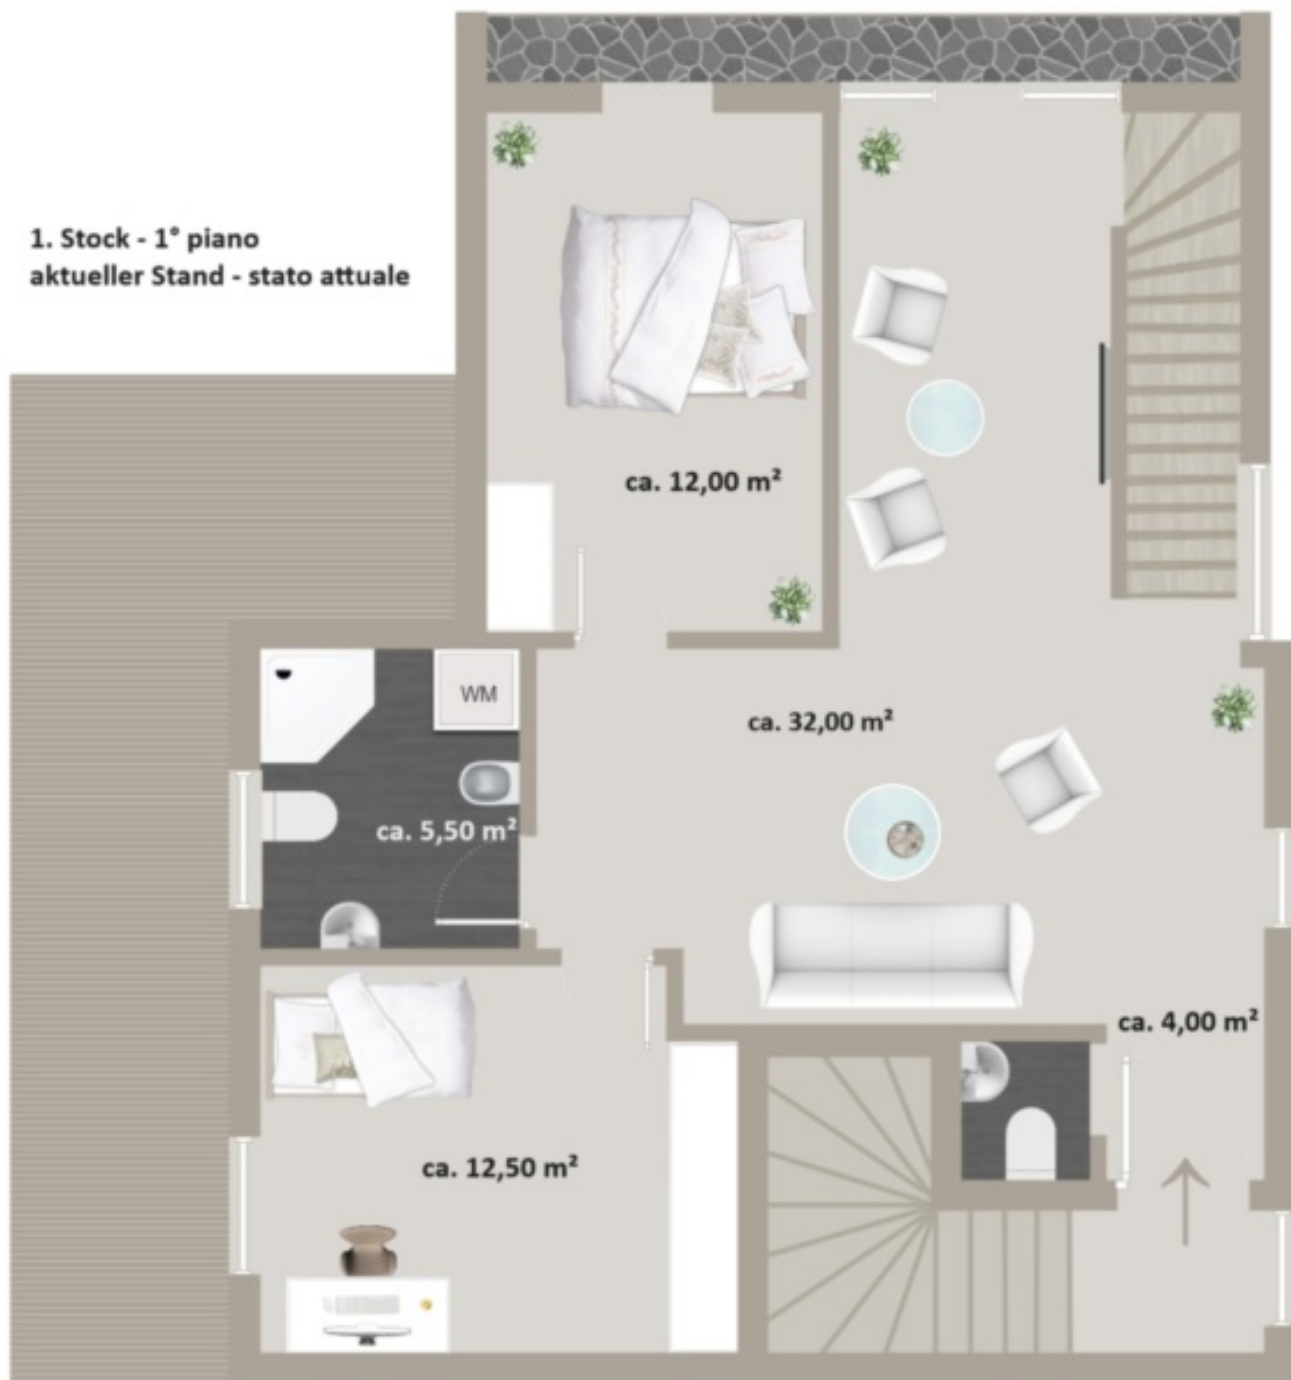 1. Stock - 1° piano
aktueller Stand - stato attuale
ca. 12,00 m²
WM
ca. 32,00 m²
ca. 5,50 m²
ca. 4,00 m²
ca. 12,50 m²